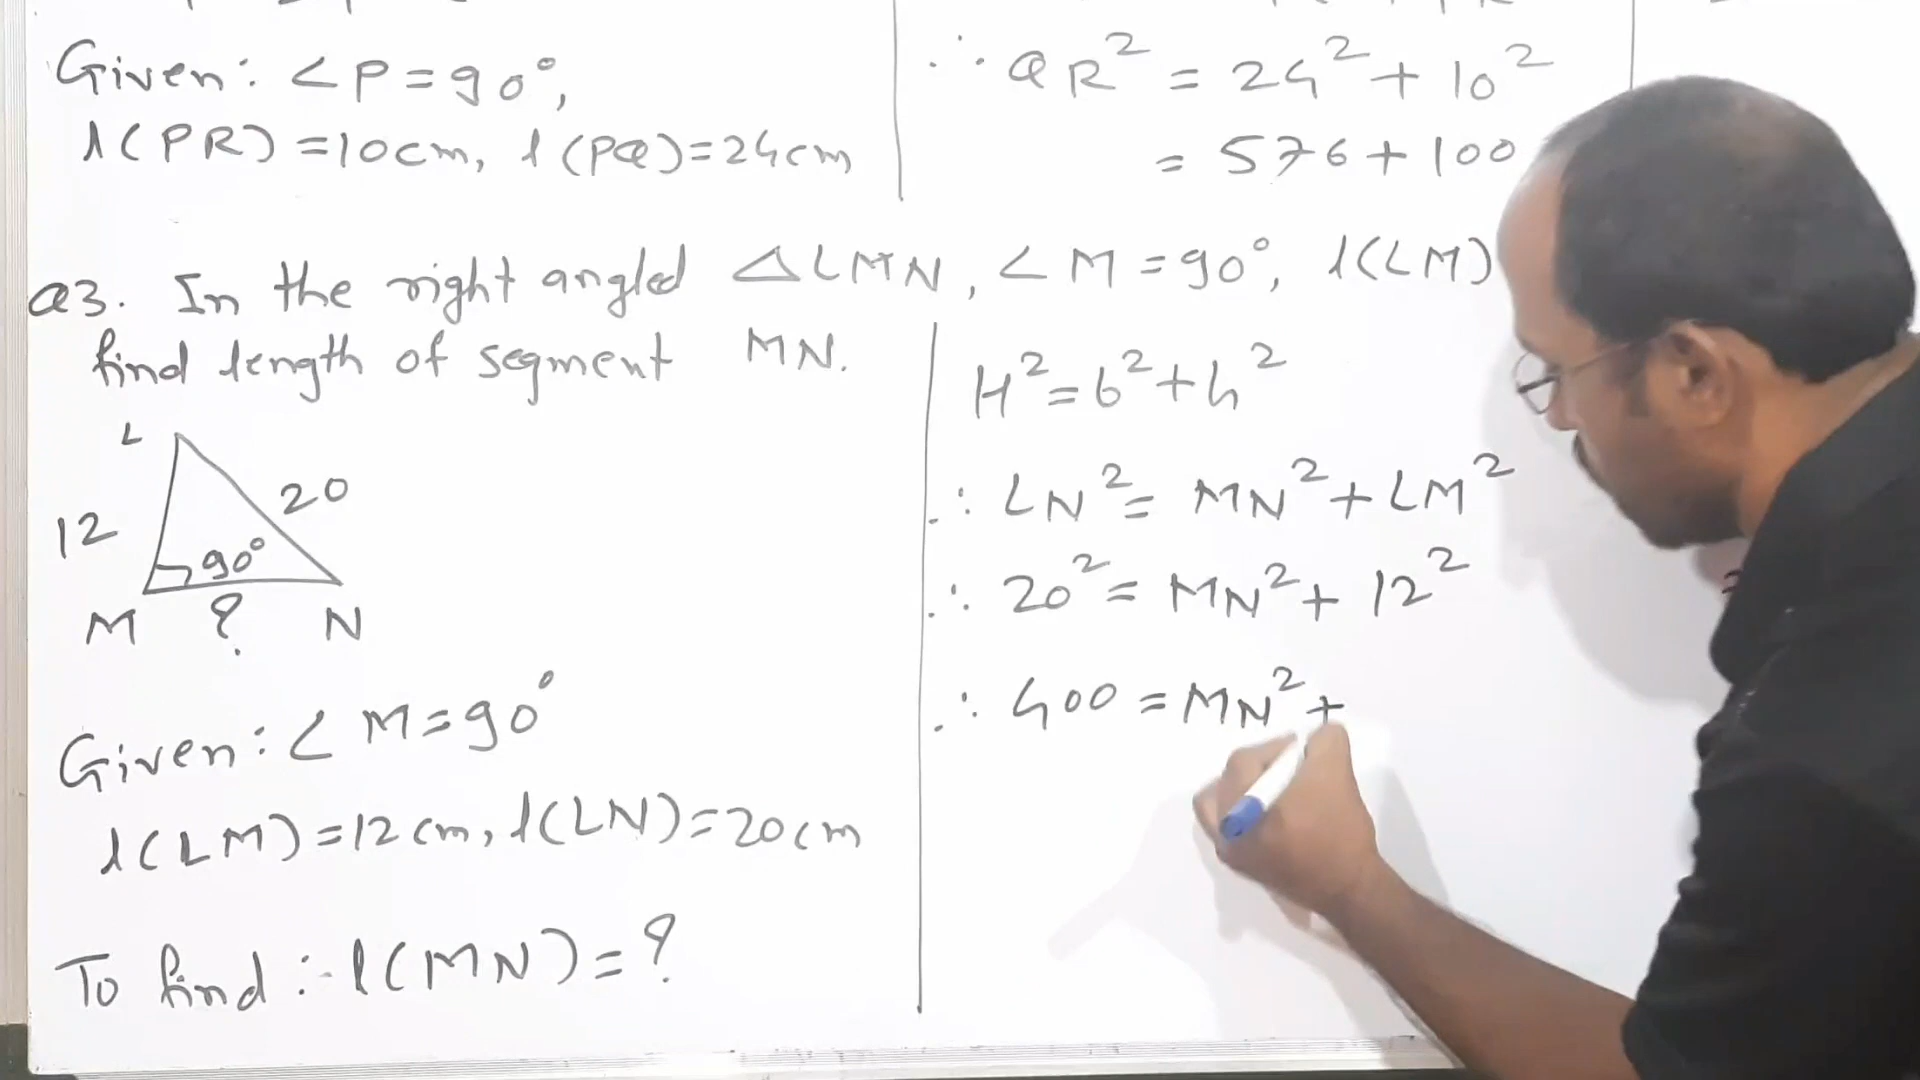 Given: ∠P = 90°,
l(PR) = 10cm, l(PQ) = 24cm
∴ QR² = 24² + 10²
= 576 + 100
Q3. In the right angled △LMN, ∠M = 90°, l(LM)
find length of segment MN.
L
12
20
90°
M
?
N
Given: ∠M = 90°
l(LM) = 12cm, l(LN) = 20cm
To find :- l(MN) = ?
H² = b² + h²
∴ LN² = MN² + LM²
∴ 20² = MN² + 12²
∴ 400 = MN² +